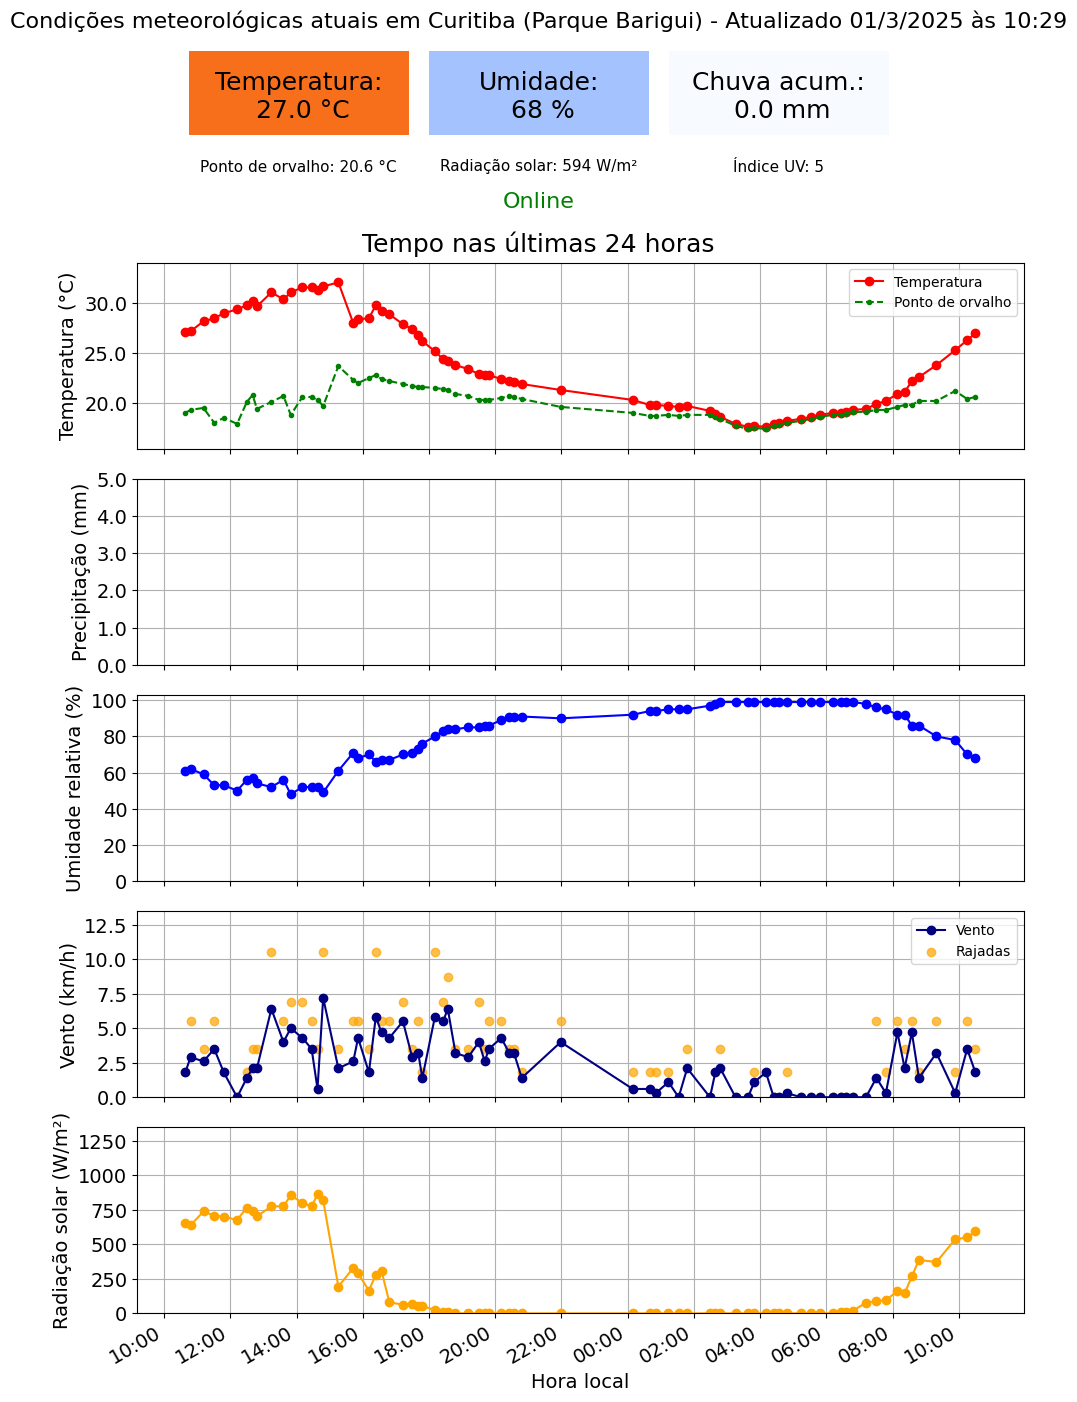 Condições meteorológicas atuais em Curitiba (Parque Barigui) - Atualizado 01/3/2025 às 10:29
Temperatura:
27.0 °C
Umidade:
68 %
Chuva acum.:
0.0 mm
Ponto de orvalho: 20.6 °C
Radiação solar: 594 W/m²
Índice UV: 5
Online
Tempo nas últimas 24 horas
Temperatura (°C)
30.0
25.0
20.0
Temperatura
Ponto de orvalho
Precipitação (mm)
5.0
4.0
3.0
2.0
1.0
0.0
Umidade relativa (%)
100
80
60
40
20
0
Vento (km/h)
12.5
10.0
7.5
5.0
2.5
0.0
Vento
Rajadas
Radiação solar (W/m²)
1250
1000
750
500
250
0
10:00
12:00
14:00
16:00
18:00
20:00
22:00
00:00
02:00
04:00
06:00
08:00
10:00
Hora local